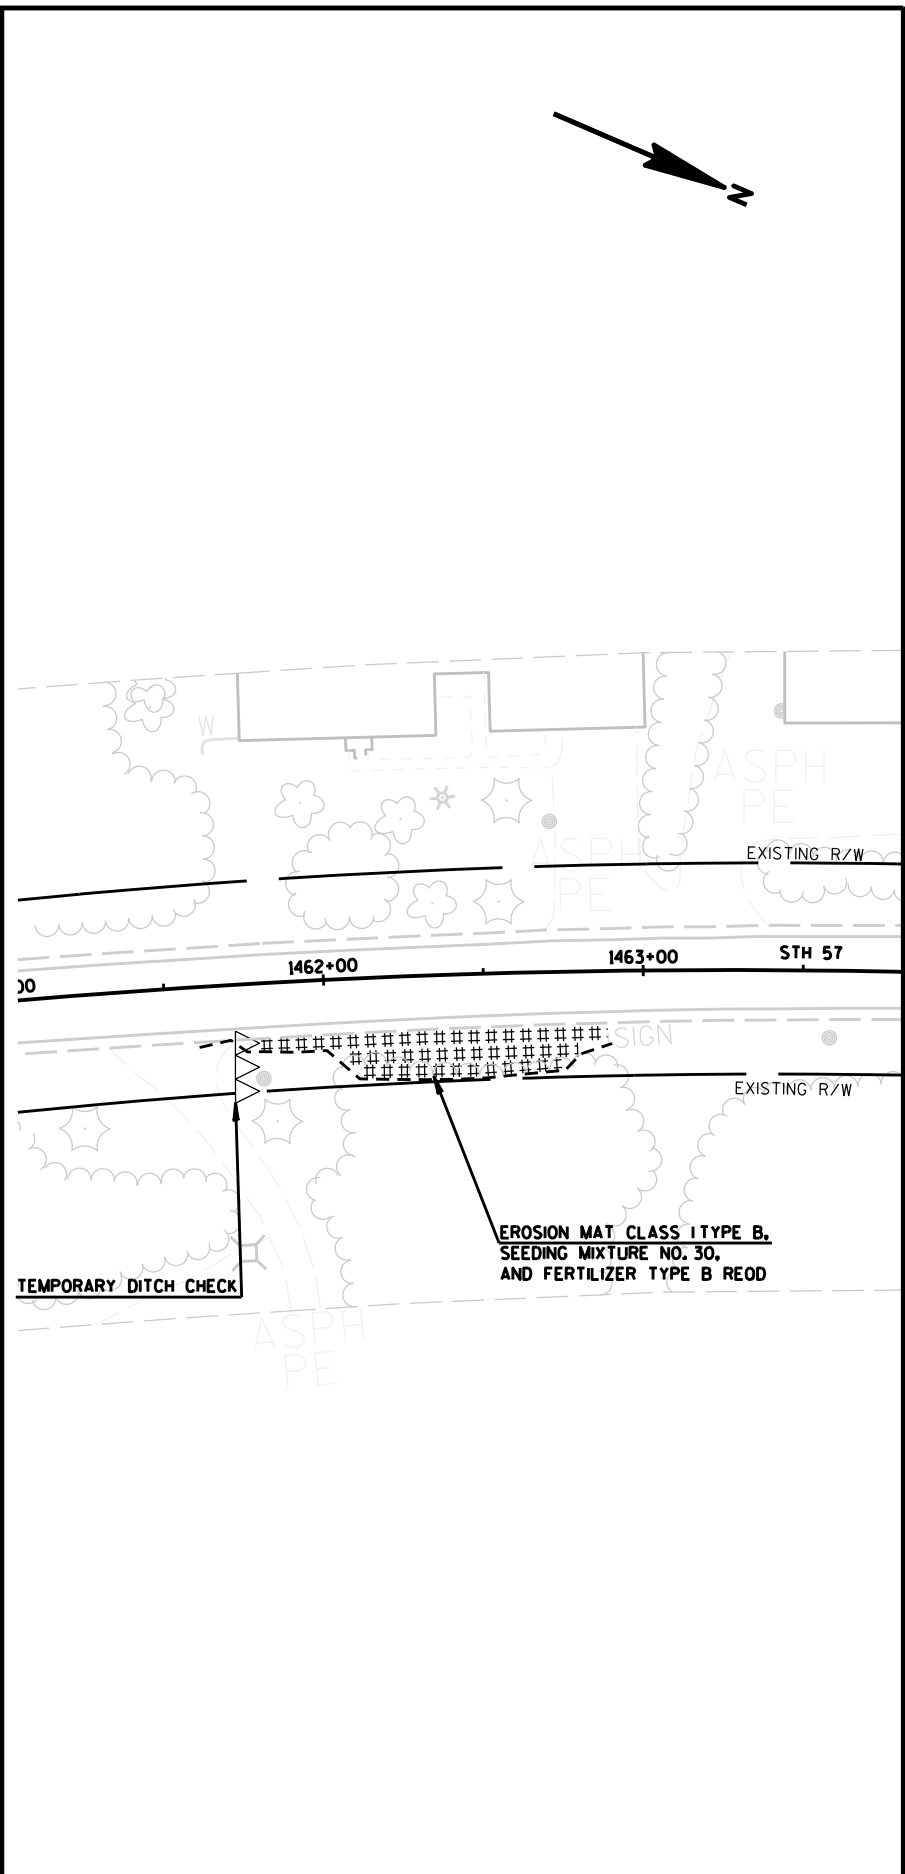 N
W
ASPH
PE
ASPH
PE
EXISTING R/W
1462+00
1463+00
STH 57
00
SIGN
EXISTING R/W
EROSION MAT CLASS I TYPE B,
SEEDING MIXTURE NO. 30,
AND FERTILIZER TYPE B REQD
TEMPORARY DITCH CHECK
ASPH
PE